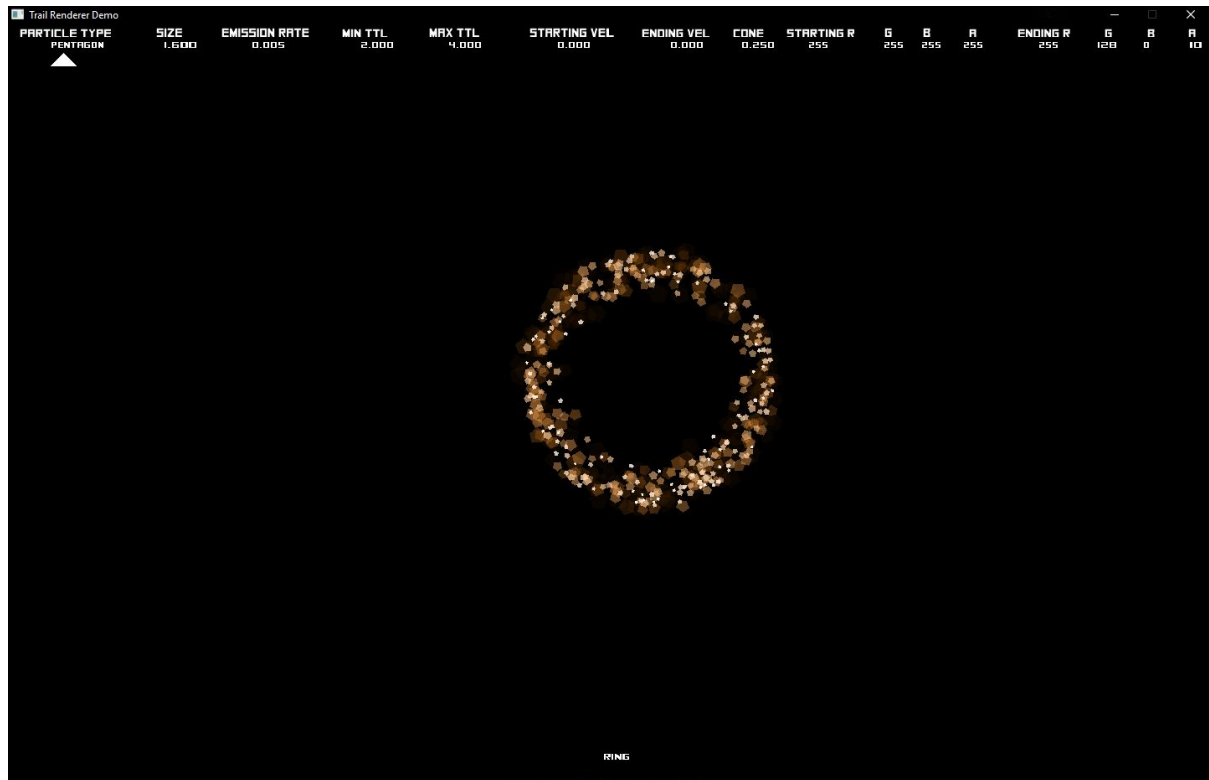 Trail Renderer Demo
PARTICLE TYPE SIZE EMISSION RATE MIN TTL MAX TTL STARTING VEL ENDING VEL CONE STARTING R G B A ENDING R G B A
PENTAGON 1.600 0.005 2.000 4.000 0.000 0.000 0.250 255 255 255 255 255 128 0 10
RING